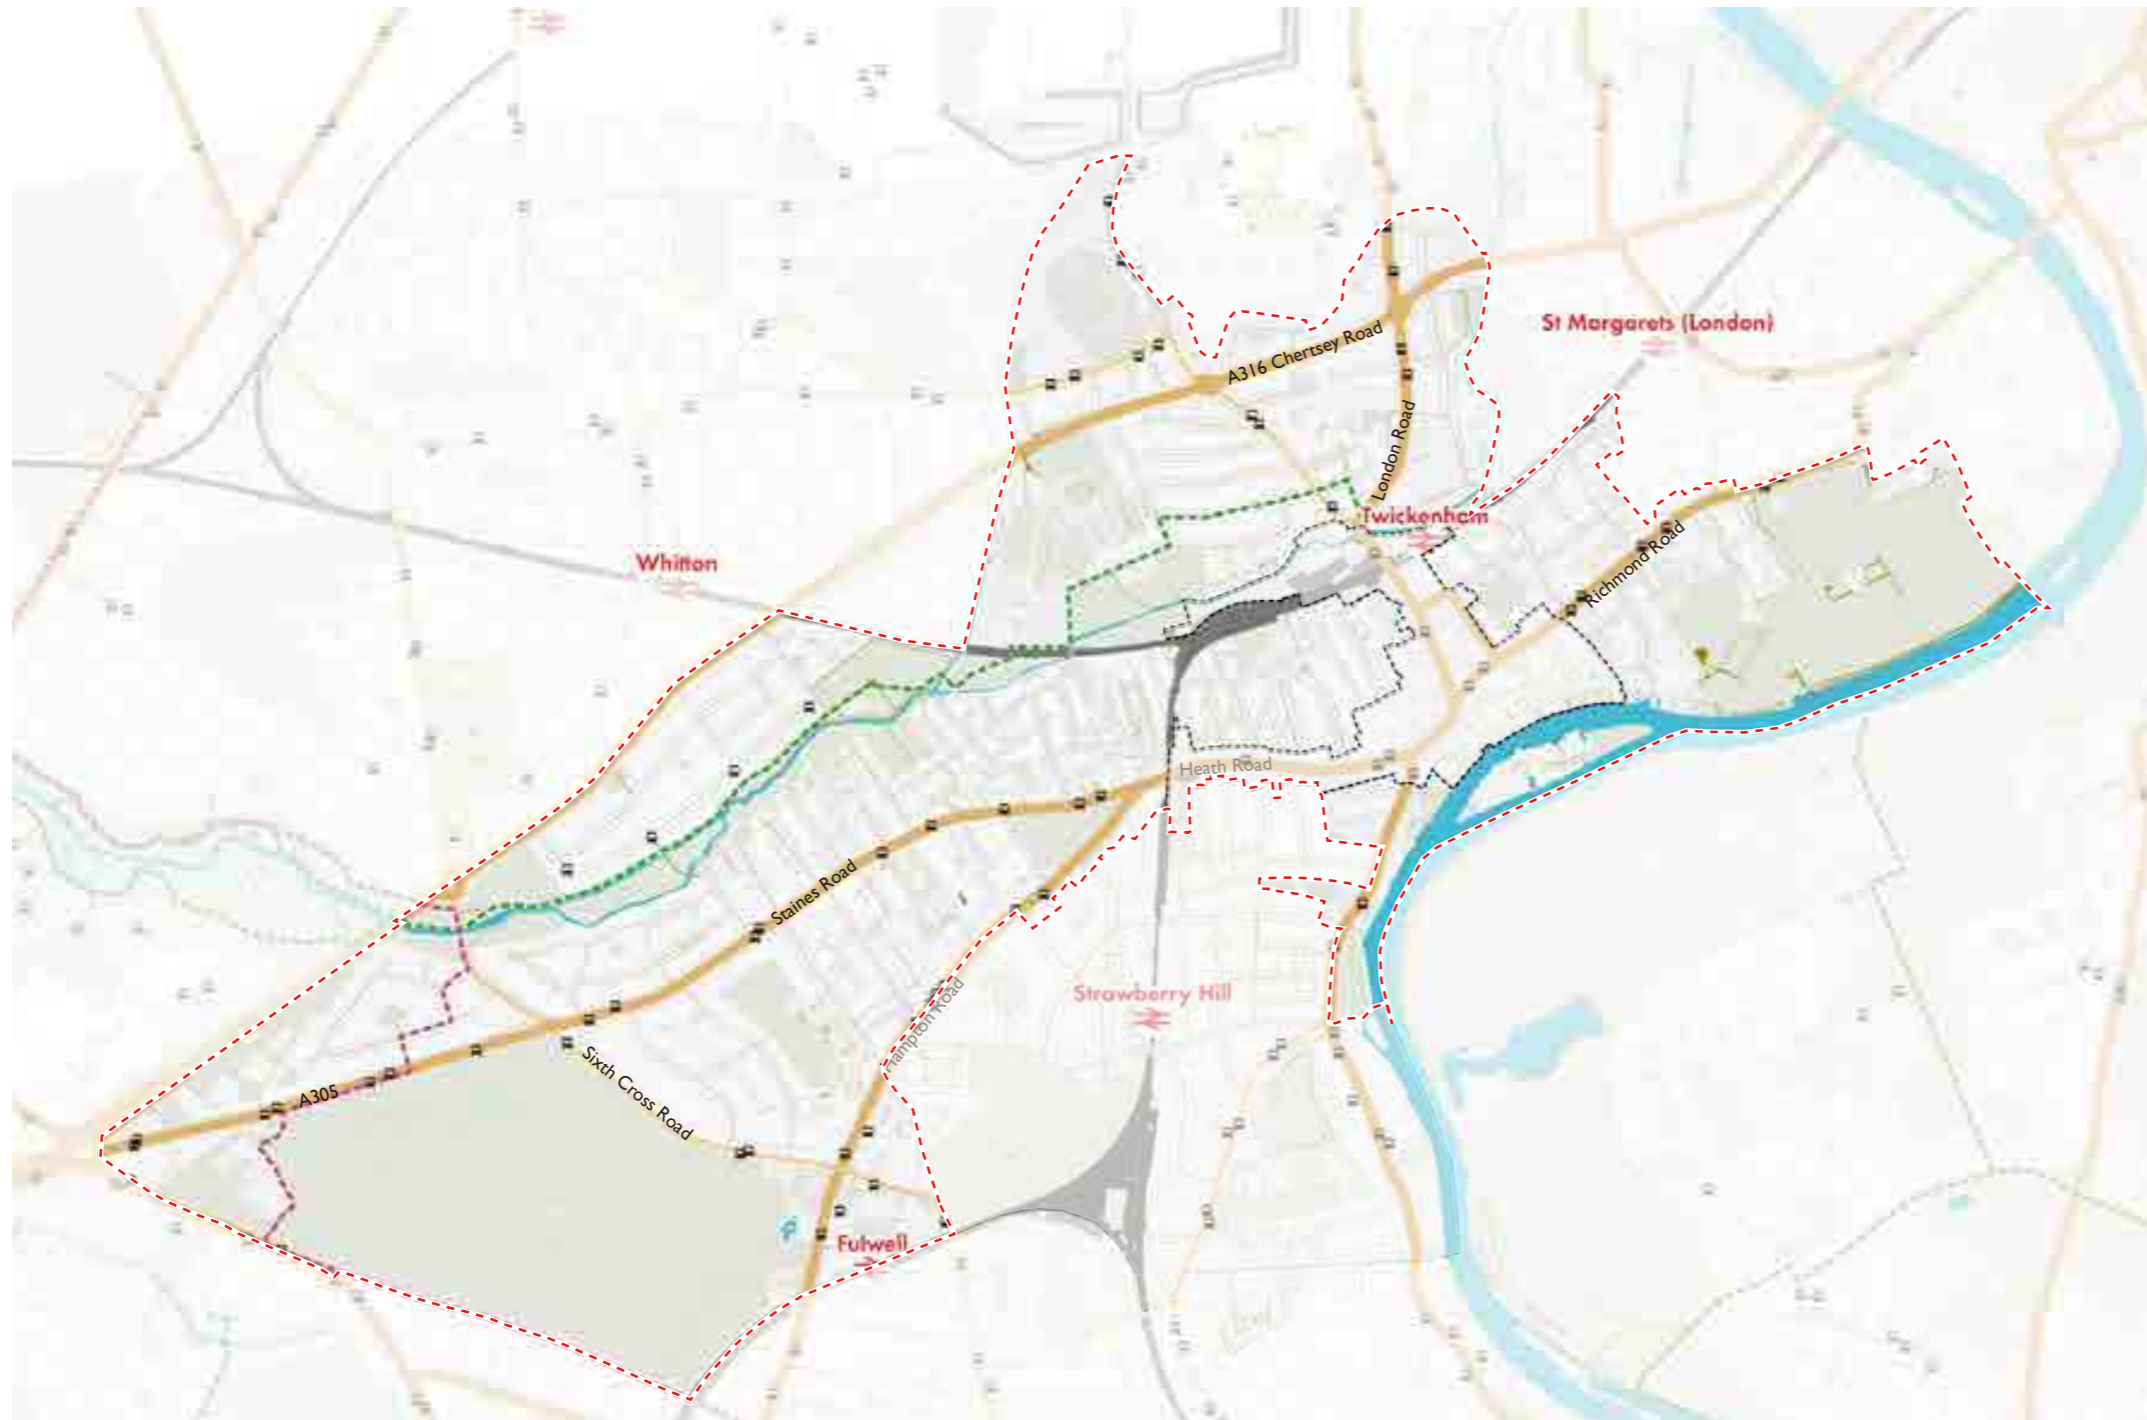 A316 Chertsey Road
St Margarets (London)
London Road
Twickenham
Richmond Road
Whitton
Heath Road
Staines Road
Strawberry Hill
Hampton Road
Sixth Cross Road
A305
Fulwell